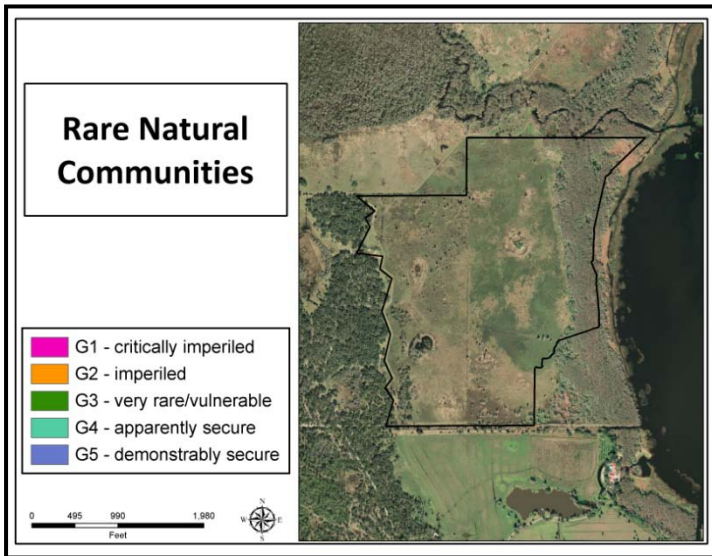 Rare Natural
Communities
G1 - critically imperiled
G2 - imperiled
G3 - very rare/vulnerable
G4 - apparently secure
G5 - demonstrably secure
0 495 990 1,980
Feet
N
W E
S